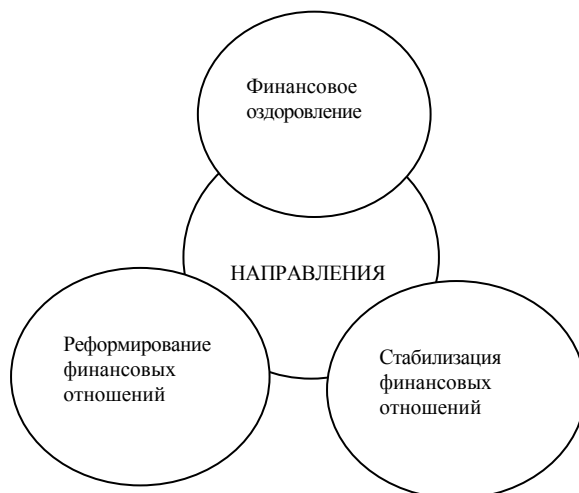 Финансовое
оздоровление
НАПРАВЛЕНИЯ
Реформирование
финансовых
отношений
Стабилизация
финансовых
отношений